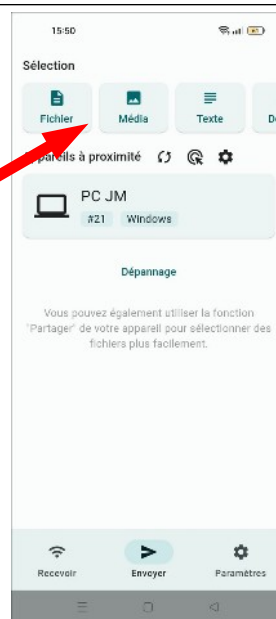 15:50
Sélection
Fichier Média Texte
Appareils à proximité
PC JM
#21 Windows
Dépannage
Vous pouvez également utiliser la fonction
"Partager" de votre appareil pour sélectionner des
fichiers plus facilement.
Recevoir Envoyer Paramètres